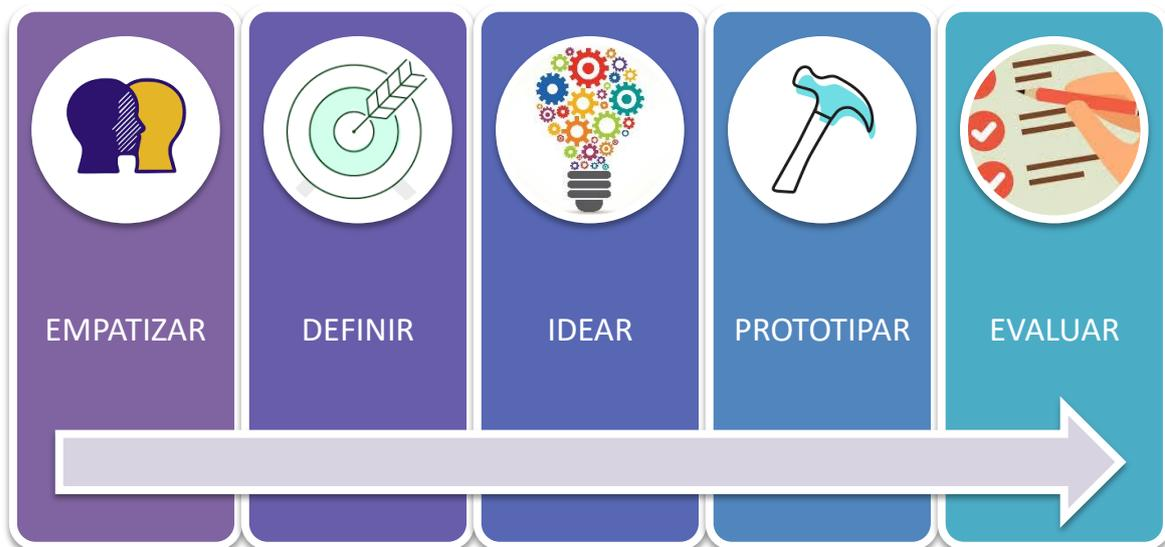 EMPATIZAR
DEFINIR
IDEAR
PROTOTIPAR
EVALUAR